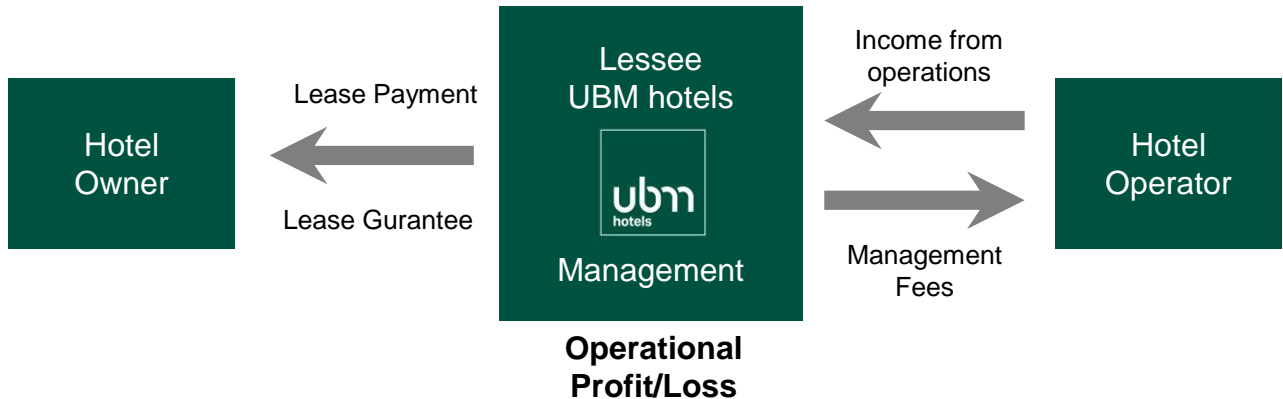 Hotel
Owner
Lease Payment
Lease Gurantee
Lessee
UBM hotels
ubm
hotels
Management
Operational
Profit/Loss
Income from
operations
Management
Fees
Hotel
Operator